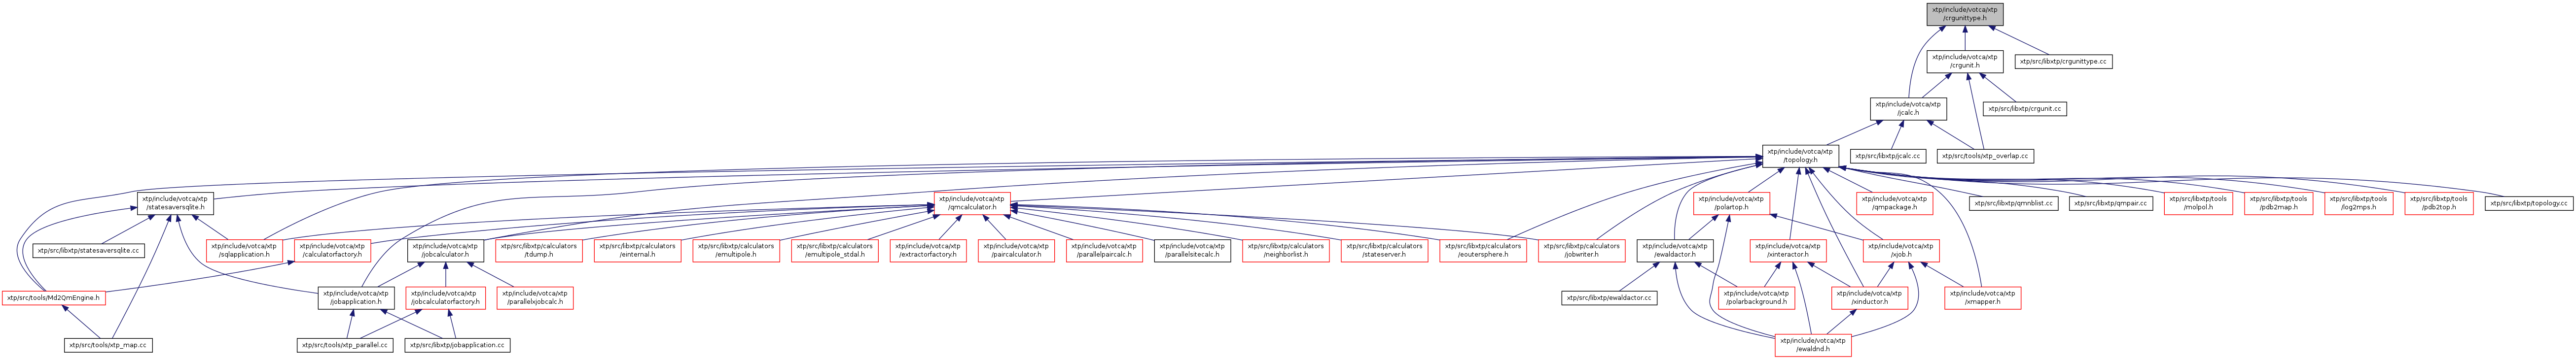 xtp/include/votca/xtp
/crgunittype.h
xtp/include/votca/xtp
/crgunit.h
xtp/src/libxtp/crgunittype.cc
xtp/include/votca/xtp
/jcalc.h
xtp/src/libxtp/crgunit.cc
xtp/include/votca/xtp
/topology.h
xtp/src/libxtp/jcalc.cc
xtp/src/tools/xtp_overlap.cc
xtp/include/votca/xtp
/statesaversqlite.h
xtp/include/votca/xtp
/qmcalculator.h
xtp/include/votca/xtp
/polartop.h
xtp/include/votca/xtp
/qmpackage.h
xtp/src/libxtp/qmnblist.cc
xtp/src/libxtp/qmpair.cc
xtp/src/libxtp/tools
/molpol.h
xtp/src/libxtp/tools
/pdb2map.h
xtp/src/libxtp/tools
/log2mps.h
xtp/src/libxtp/tools
/pdb2top.h
xtp/src/libxtp/topology.cc
xtp/src/libxtp/statesaversqlite.cc
xtp/include/votca/xtp
/sqlapplication.h
xtp/include/votca/xtp
/calculatorfactory.h
xtp/include/votca/xtp
/jobcalculator.h
xtp/src/libxtp/calculators
/tdump.h
xtp/src/libxtp/calculators
/einternal.h
xtp/src/libxtp/calculators
/emultipole.h
xtp/src/libxtp/calculators
/emultipole_stdal.h
xtp/include/votca/xtp
/extractorfactory.h
xtp/include/votca/xtp
/paircalculator.h
xtp/include/votca/xtp
/parallelpaircalc.h
xtp/include/votca/xtp
/parallelsitecalc.h
xtp/src/libxtp/calculators
/neighborlist.h
xtp/src/libxtp/calculators
/stateserver.h
xtp/src/libxtp/calculators
/eoutersphere.h
xtp/src/libxtp/calculators
/jobwriter.h
xtp/include/votca/xtp
/ewaldactor.h
xtp/include/votca/xtp
/xinteractor.h
xtp/include/votca/xtp
/xjob.h
xtp/src/tools/Md2QmEngine.h
xtp/include/votca/xtp
/jobapplication.h
xtp/include/votca/xtp
/jobcalculatorfactory.h
xtp/include/votca/xtp
/parallelxjobcalc.h
xtp/src/libxtp/ewaldactor.cc
xtp/include/votca/xtp
/polarbackground.h
xtp/include/votca/xtp
/xinductor.h
xtp/include/votca/xtp
/xmapper.h
xtp/src/tools/xtp_map.cc
xtp/src/tools/xtp_parallel.cc
xtp/src/libxtp/jobapplication.cc
xtp/include/votca/xtp
/ewaldnd.h